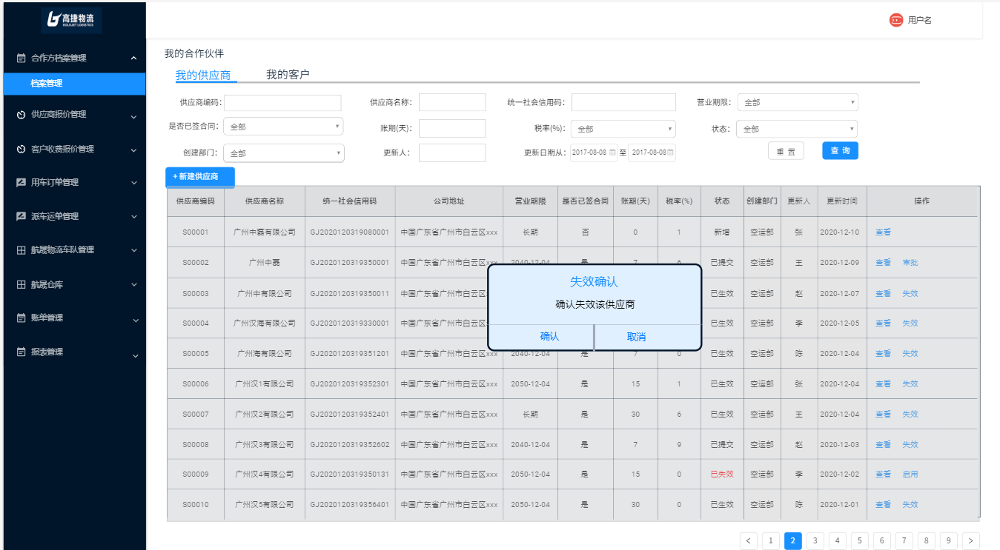 高捷物流
GOLDJET LOGISTICS
用户名
合作方档案管理
档案管理
供应商报价管理
客户收费报价管理
用车订单管理
派车运单管理
航晟物流车队管理
航晟仓库
账单管理
报表管理
我的合作伙伴
我的供应商 我的客户
供应商编码: 供应商名称: 统一社会信用码: 营业期限: 全部
是否已签合同: 全部 账期(天): 税率(%): 全部 状态: 全部
创建部门: 全部 更新人: 更新日期从: 2017-08-08 至 2017-08-08 重 置 查 询
+ 新建供应商
供应商编码 供应商名称 统一社会信用码 公司地址 营业期限 是否已签合同 账期(天) 税率(%) 状态 创建部门 更新人 更新时间 操作
S00001 广州中磊有限公司 GJ2020120319080001 中国广东省广州市白云区xxx 长期 否 0 1 新增 空运部 张 2020-12-10 查看
S00002 广州中磊 GJ2020120319350001 中国广东省广州市白云区xxx 2040-12-04 是 7 6 已提交 空运部 王 2020-12-09 查看 审批
S00003 广州中有限公司 GJ2020120319350011 中国广东省广州市白云区 已生效 空运部 赵 2020-12-07 查看 失效
S00004 广州汉海有限公司 GJ2020120319330001 中国广东省广州市白云区 已生效 空运部 李 2020-12-05 查看 失效
S00005 广州海有限公司 GJ2020120319351201 中国广东省广州市白云区xxx 2040-12-04 是 7 0 已生效 空运部 陈 2020-12-04 查看 失效
S00006 广州汉1有限公司 GJ2020120319352301 中国广东省广州市白云区xxx 2050-12-04 是 15 1 已生效 空运部 张 2020-12-04 查看 失效
S00007 广州汉2有限公司 GJ2020120319352401 中国广东省广州市白云区xxx 长期 是 30 6 已生效 空运部 王 2020-12-04 查看 失效
S00008 广州汉3有限公司 GJ2020120319352602 中国广东省广州市白云区xxx 2040-12-04 是 7 9 已提交 空运部 赵 2020-12-03 查看 失效
S00009 广州汉4有限公司 GJ2020120319350131 中国广东省广州市白云区xxx 2050-12-04 是 15 0 已失效 空运部 李 2020-12-02 查看 启用
S00010 广州汉5有限公司 GJ2020120319356401 中国广东省广州市白云区xxx 2050-12-04 是 30 0 已生效 空运部 陈 2020-12-01 查看 失效
失效确认
确认失效该供应商
确认 取消
< 1 2 3 4 5 6 7 8 9 >